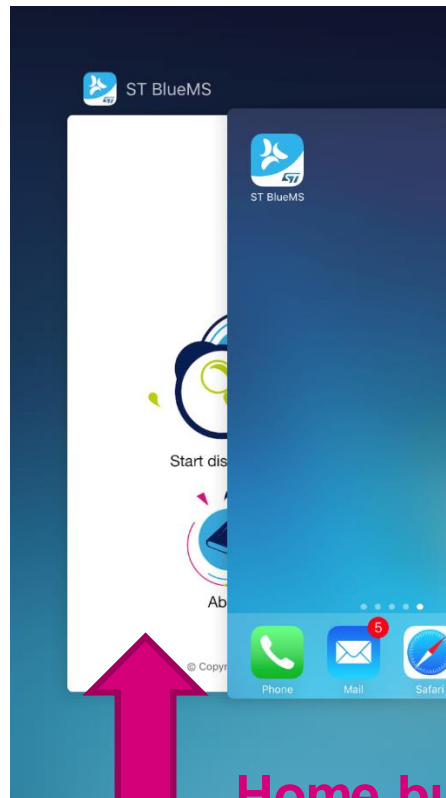 ST BlueMS
ST BlueMS
Start dis
Ab
© Copyr
5
Phone Mail Safari
Home bu